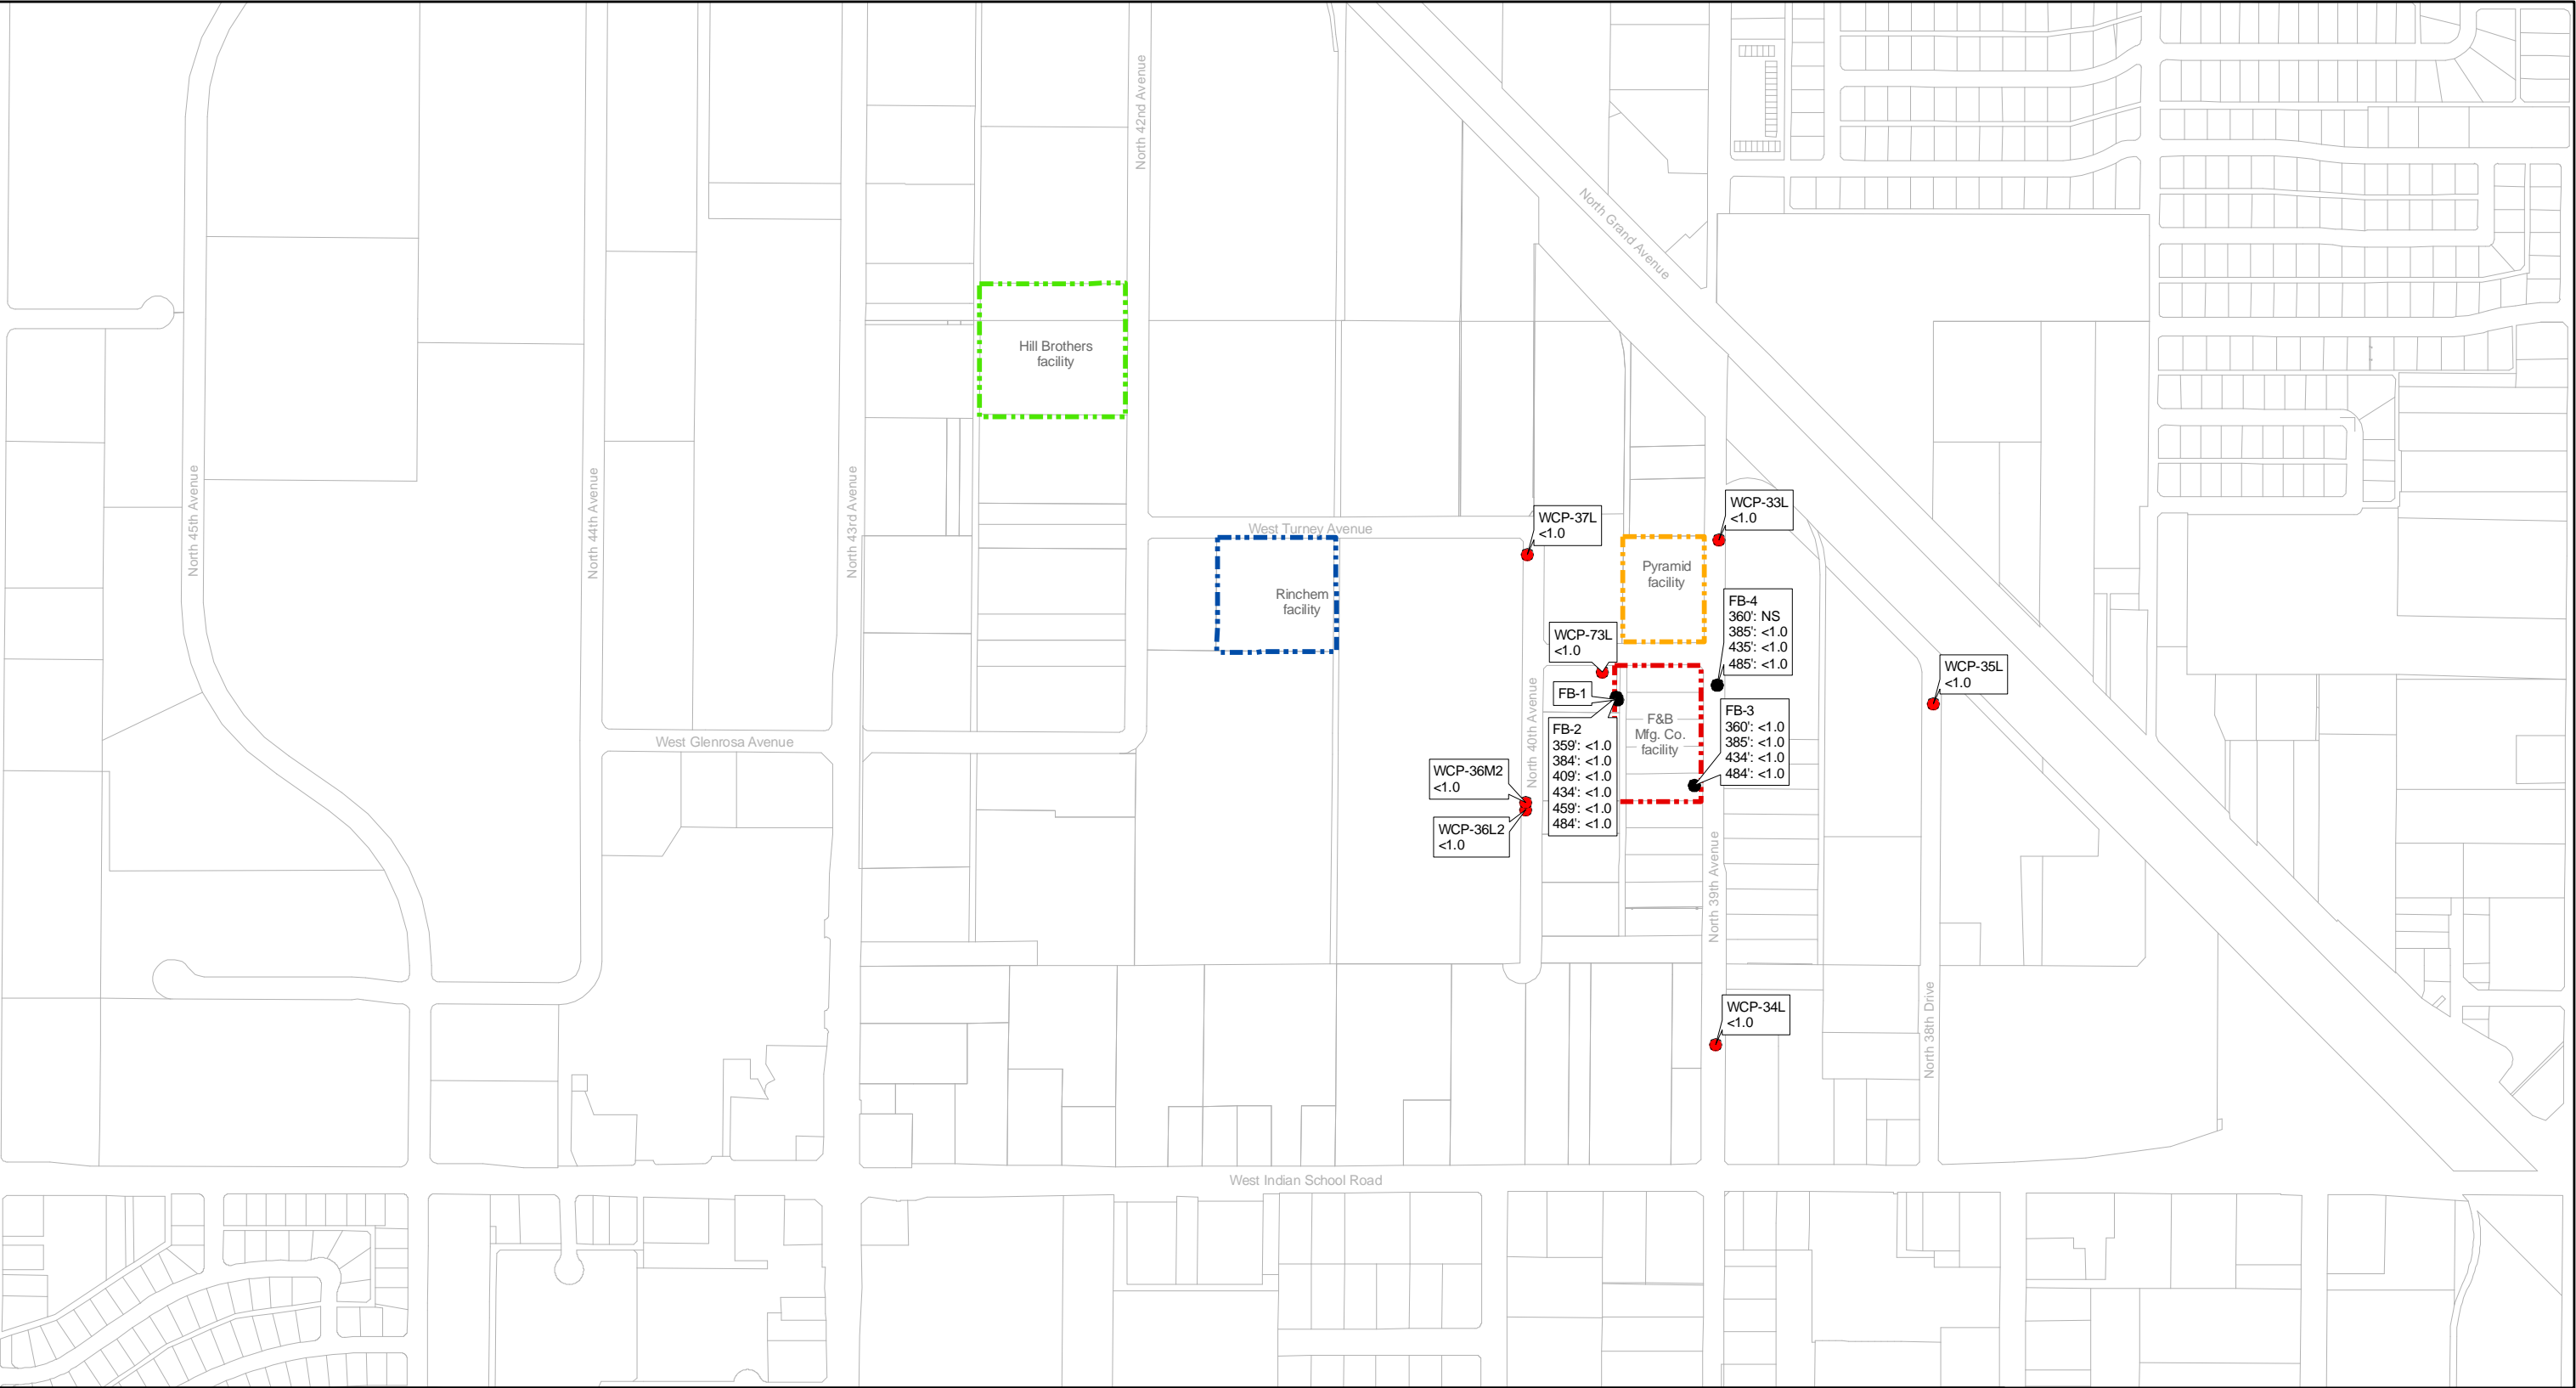 North 42nd Avenue
North Grand Avenue
Hill Brothers
facility
North 45th Avenue
North 44th Avenue
North 43rd Avenue
West Turney Avenue
WCP-37L
<1.0
WCP-33L
<1.0
Rinchem
facility
Pyramid
facility
FB-4
360': NS
385': <1.0
435': <1.0
485': <1.0
WCP-73L
<1.0
WCP-35L
<1.0
FB-1
FB-2
359': <1.0
384': <1.0
409': <1.0
434': <1.0
459': <1.0
484': <1.0
F&B
Mfg. Co.
facility
FB-3
360': <1.0
385': <1.0
434': <1.0
484': <1.0
North 40th Avenue
West Glenrosa Avenue
WCP-36M2
<1.0
WCP-36L2
<1.0
North 39th Avenue
WCP-34L
<1.0
North 38th Drive
West Indian School Road